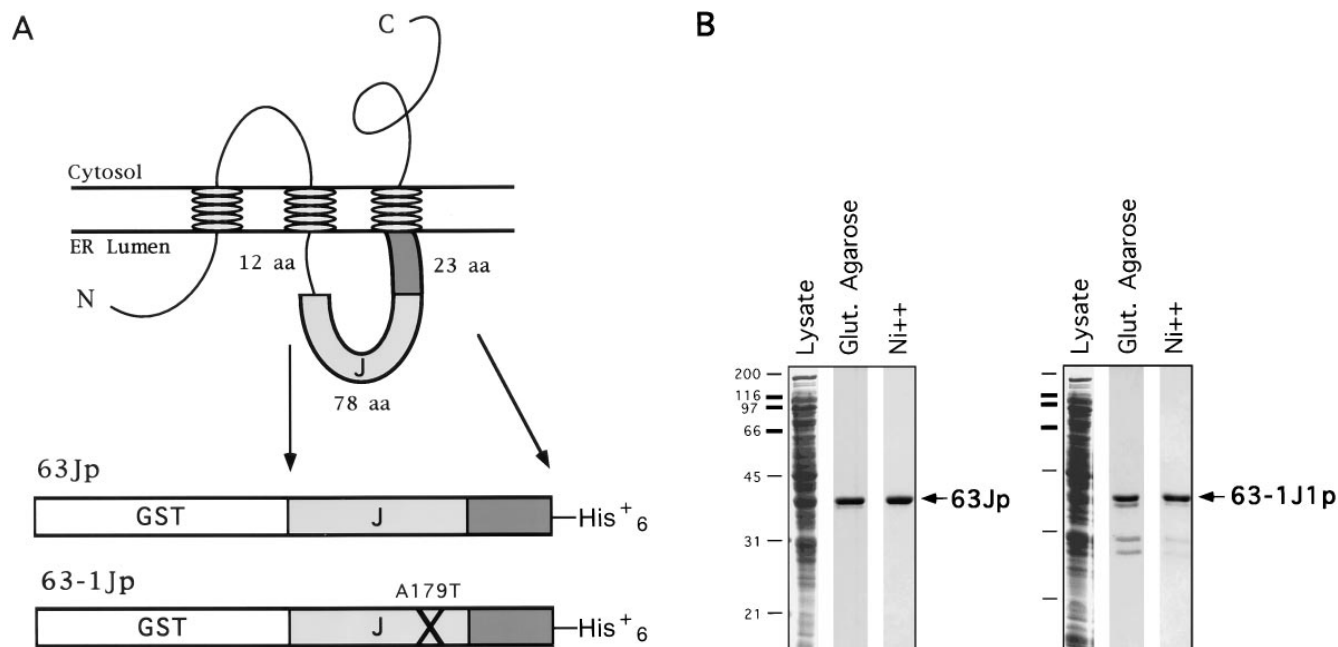 A
C
Cytosol
ER Lumen
12 aa
23 aa
N
J
78 aa
63Jp
GST
J
His+6
63-1Jp
A179T
GST
J
His+6
B
Lysate
Glut. Agarose
Ni++
200
116
97
66
45
31
21
63Jp
Lysate
Glut. Agarose
Ni++
63-1J1p